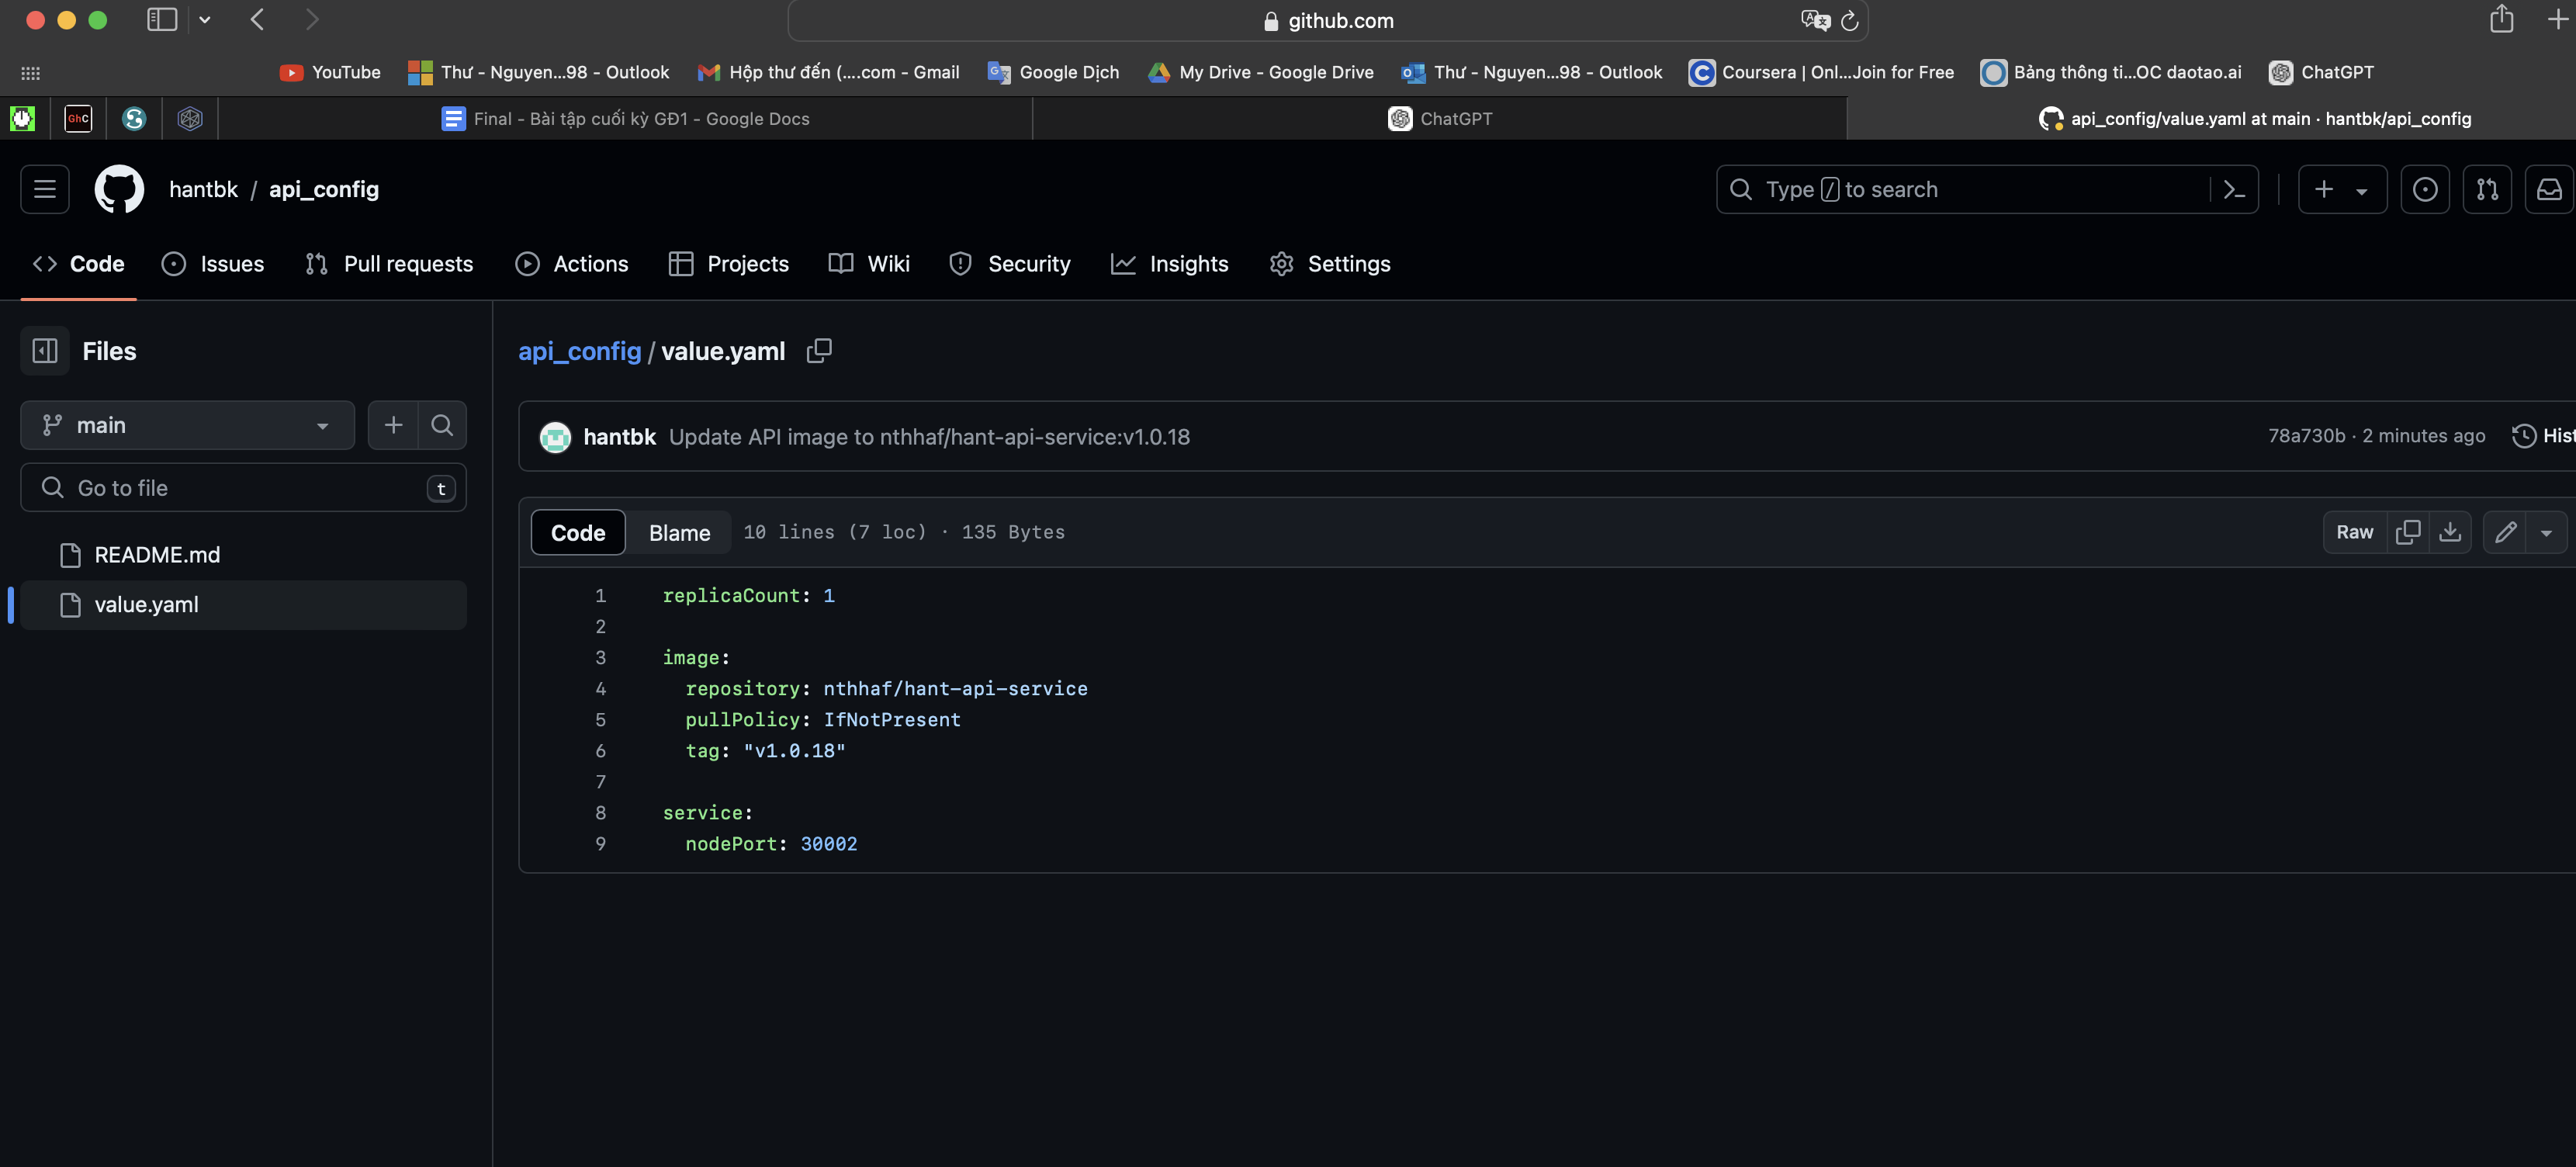 github.com
YouTube
Thư - Nguyen...98 - Outlook
Hộp thư đến (....com - Gmail
Google Dịch
My Drive - Google Drive
Thư - Nguyen...98 - Outlook
Coursera | Onl...Join for Free
Bảng thông ti...OC daotao.ai
ChatGPT
GhC
Final - Bài tập cuối kỳ GĐ1 - Google Docs
ChatGPT
api_config/value.yaml at main · hantbk/api_config
hantbk / api_config
Type / to search
Code
Issues
Pull requests
Actions
Projects
Wiki
Security
Insights
Settings
Files
api_config / value.yaml
main
hantbk Update API image to nthhaf/hant-api-service:v1.0.18
78a730b · 2 minutes ago
Hist
Go to file
t
README.md
value.yaml
Code
Blame
10 lines (7 loc) · 135 Bytes
Raw
1 replicaCount: 1
2
3 image:
4 repository: nthhaf/hant-api-service
5 pullPolicy: IfNotPresent
6 tag: "v1.0.18"
7
8 service:
9 nodePort: 30002